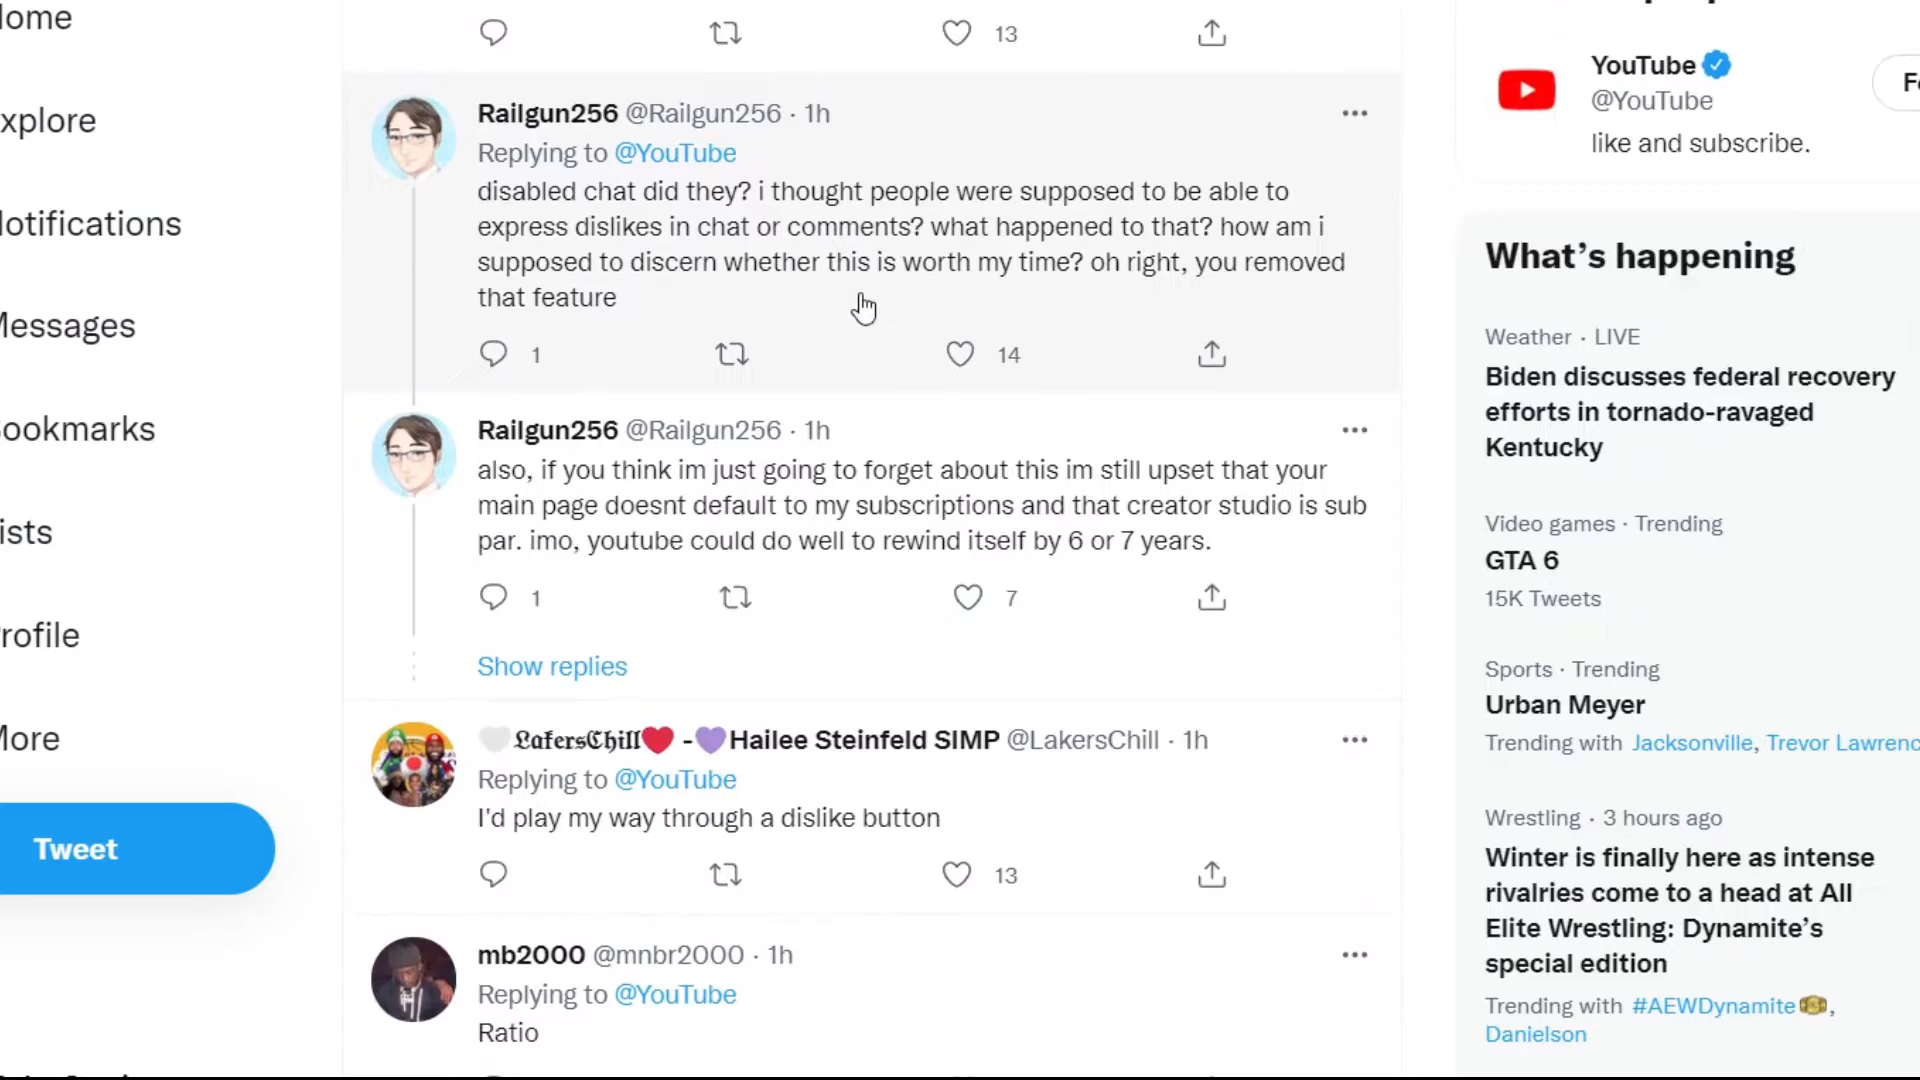 ome
xplore
otifications
essages
ookmarks
ists
rofile
ore
Tweet
13
Railgun256 @Railgun256 · 1h
Replying to @YouTube
disabled chat did they? i thought people were supposed to be able to
express dislikes in chat or comments? what happened to that? how am i
supposed to discern whether this is worth my time? oh right, you removed
that feature
1 14
Railgun256 @Railgun256 · 1h
also, if you think im just going to forget about this im still upset that your
main page doesnt default to my subscriptions and that creator studio is sub
par. imo, youtube could do well to rewind itself by 6 or 7 years.
1 7
Show replies
🤍𝕷𝖆𝖐𝖊𝖗𝖘𝕮𝖍𝖎𝖑𝖑❤️ -💜Hailee Steinfeld SIMP @LakersChill · 1h
Replying to @YouTube
I'd play my way through a dislike button
13
mb2000 @mnbr2000 · 1h
Replying to @YouTube
Ratio
YouTube
@YouTube
Fo
like and subscribe.
What’s happening
Weather · LIVE
Biden discusses federal recovery
efforts in tornado-ravaged
Kentucky
Video games · Trending
GTA 6
15K Tweets
Sports · Trending
Urban Meyer
Trending with Jacksonville, Trevor Lawrenc
Wrestling · 3 hours ago
Winter is finally here as intense
rivalries come to a head at All
Elite Wrestling: Dynamite’s
special edition
Trending with #AEWDynamite,
Danielson